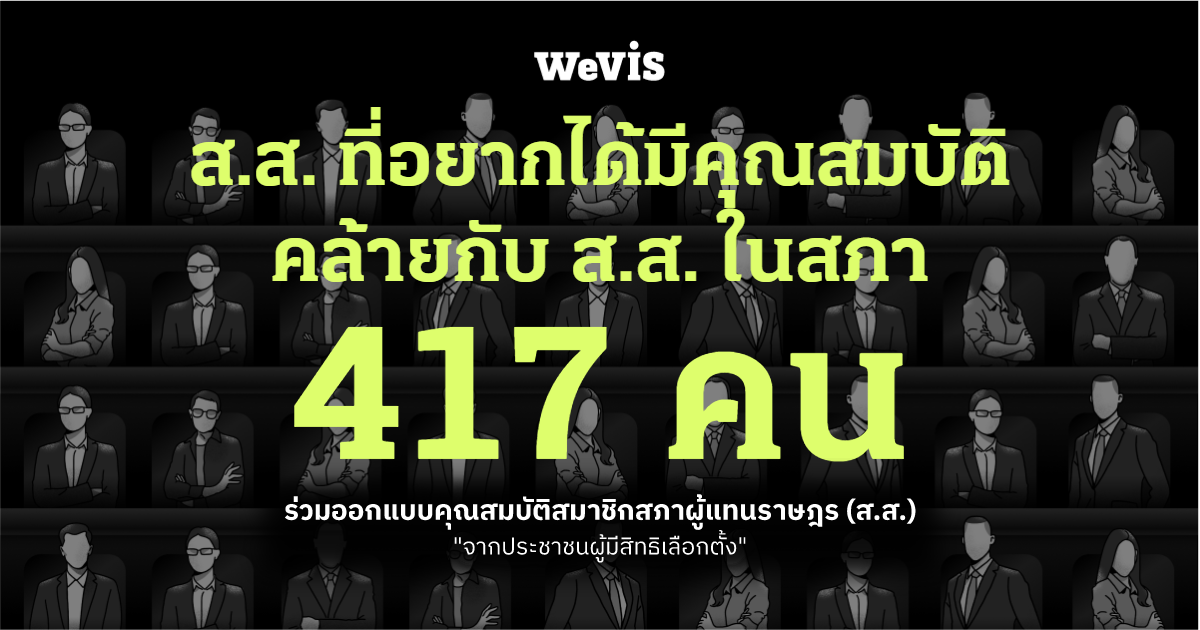 WeVis
ส.ส. ที่อยากได้มีคุณสมบัติ
คล้ายกับ ส.ส. ในสภา
417 คน
ร่วมออกแบบคุณสมบัติสมาชิกสภาผู้แทนราษฎร (ส.ส.)
"จากประชาชนผู้มีสิทธิเลือกตั้ง"